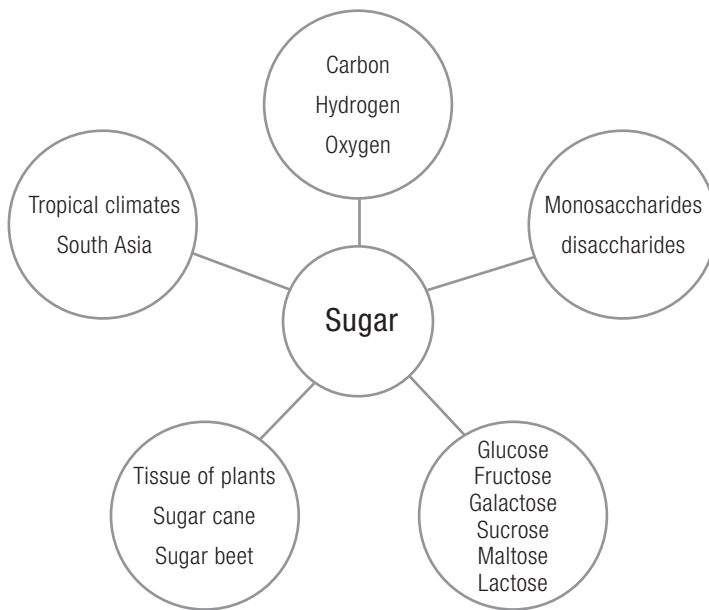 Carbon
Hydrogen
Oxygen
Tropical climates
South Asia
Monosaccharides
disaccharides
Sugar
Tissue of plants
Sugar cane
Sugar beet
Glucose
Fructose
Galactose
Sucrose
Maltose
Lactose